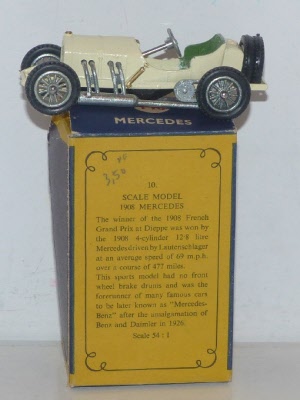 MERCEDES
3,50
10.
SCALE MODEL
1908 MERCEDES
The winner of the 1908 French
Grand Prix at Dieppe was won by
the 1908 4-cylinder 12·8 litre
Mercedes driven by Lautenschlager
at an average speed of 69 m.p.h.
over a course of 477 miles.
This sports model had no front
wheel brake drums and was the
forerunner of many famous cars
to be later known as "Mercedes-
Benz" after the amalgamation of
Benz and Daimler in 1926.
Scale 54 : 1